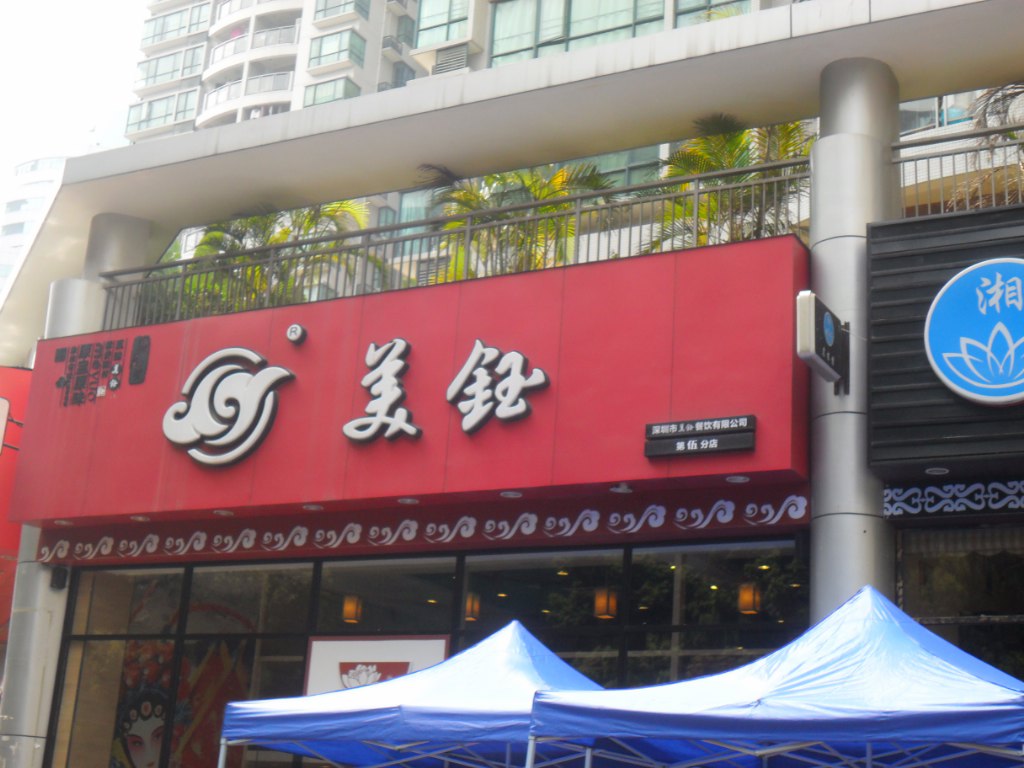 ®
美鈺
深圳市美鈺餐饮有限公司
第伍分店
湘